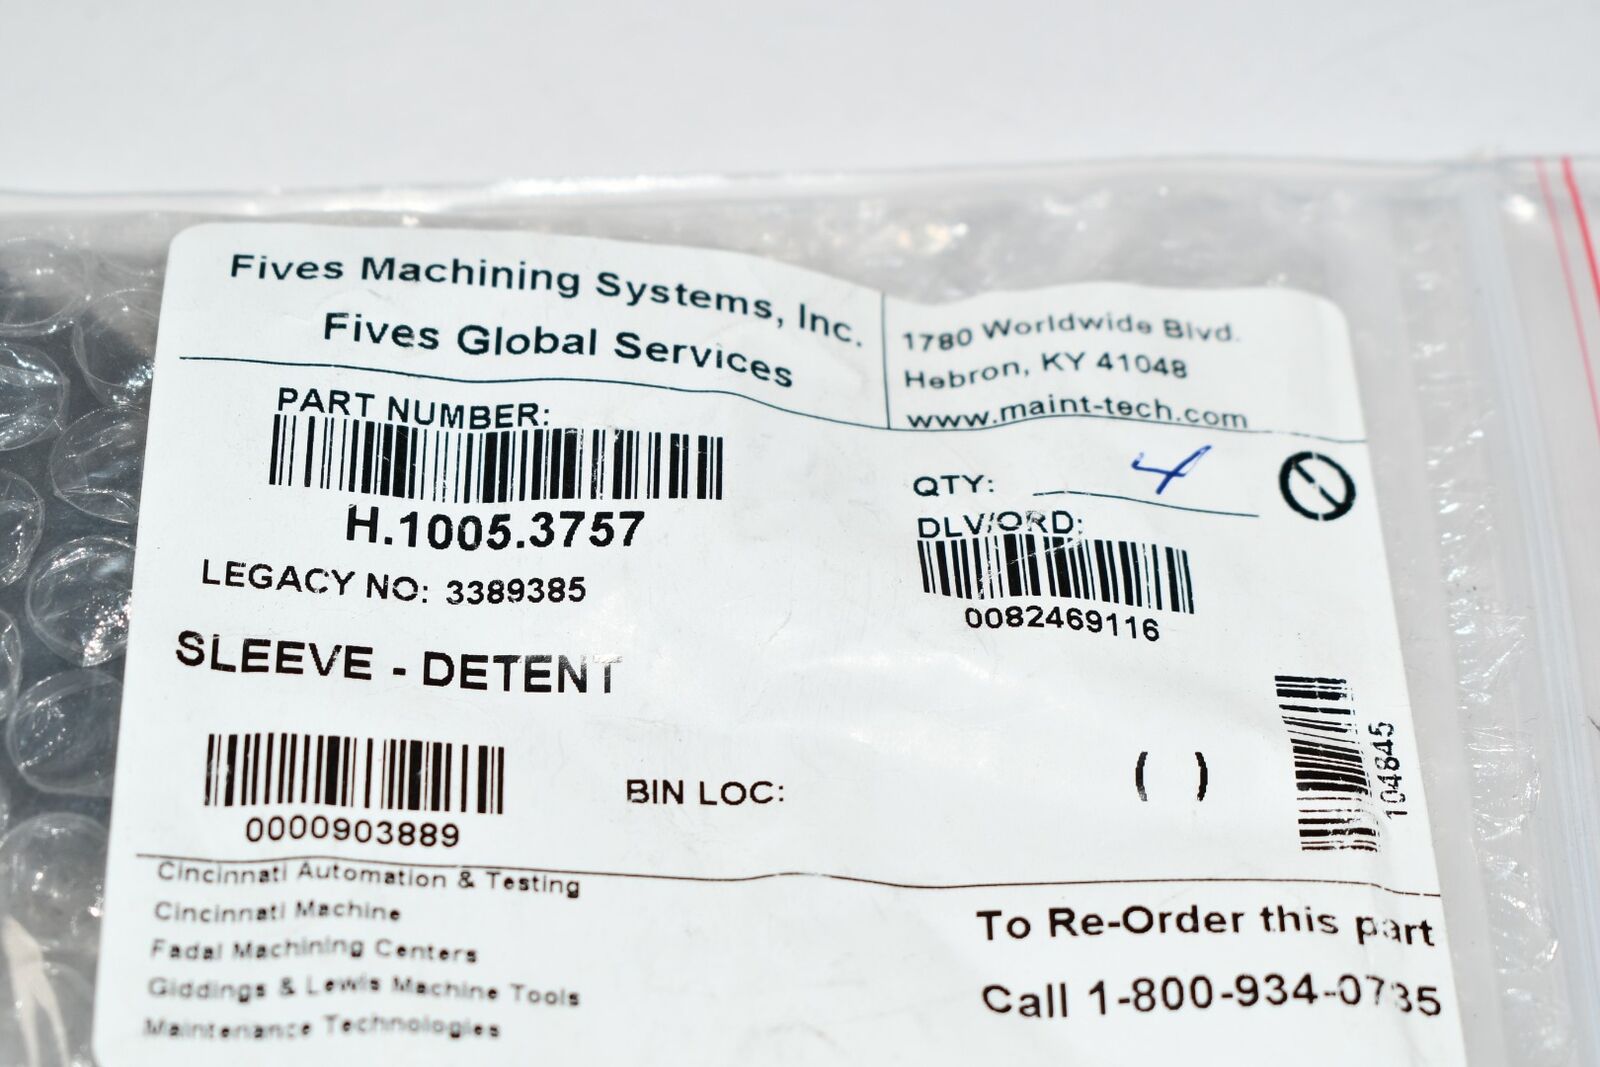 Fives Machining Systems, Inc.
Fives Global Services
1780 Worldwide Blvd.
Hebron, KY 41048
www.maint-tech.com
PART NUMBER:
H.1005.3757
LEGACY NO: 3389385
SLEEVE - DETENT
QTY: 4
DLV/ORD:
0082469116
0000903889
BIN LOC:
( )
104845
Cincinnati Automation & Testing
Cincinnati Machine
Fadal Machining Centers
Giddings & Lewis Machine Tools
Maintenance Technologies
To Re-Order this part
Call 1-800-934-0735